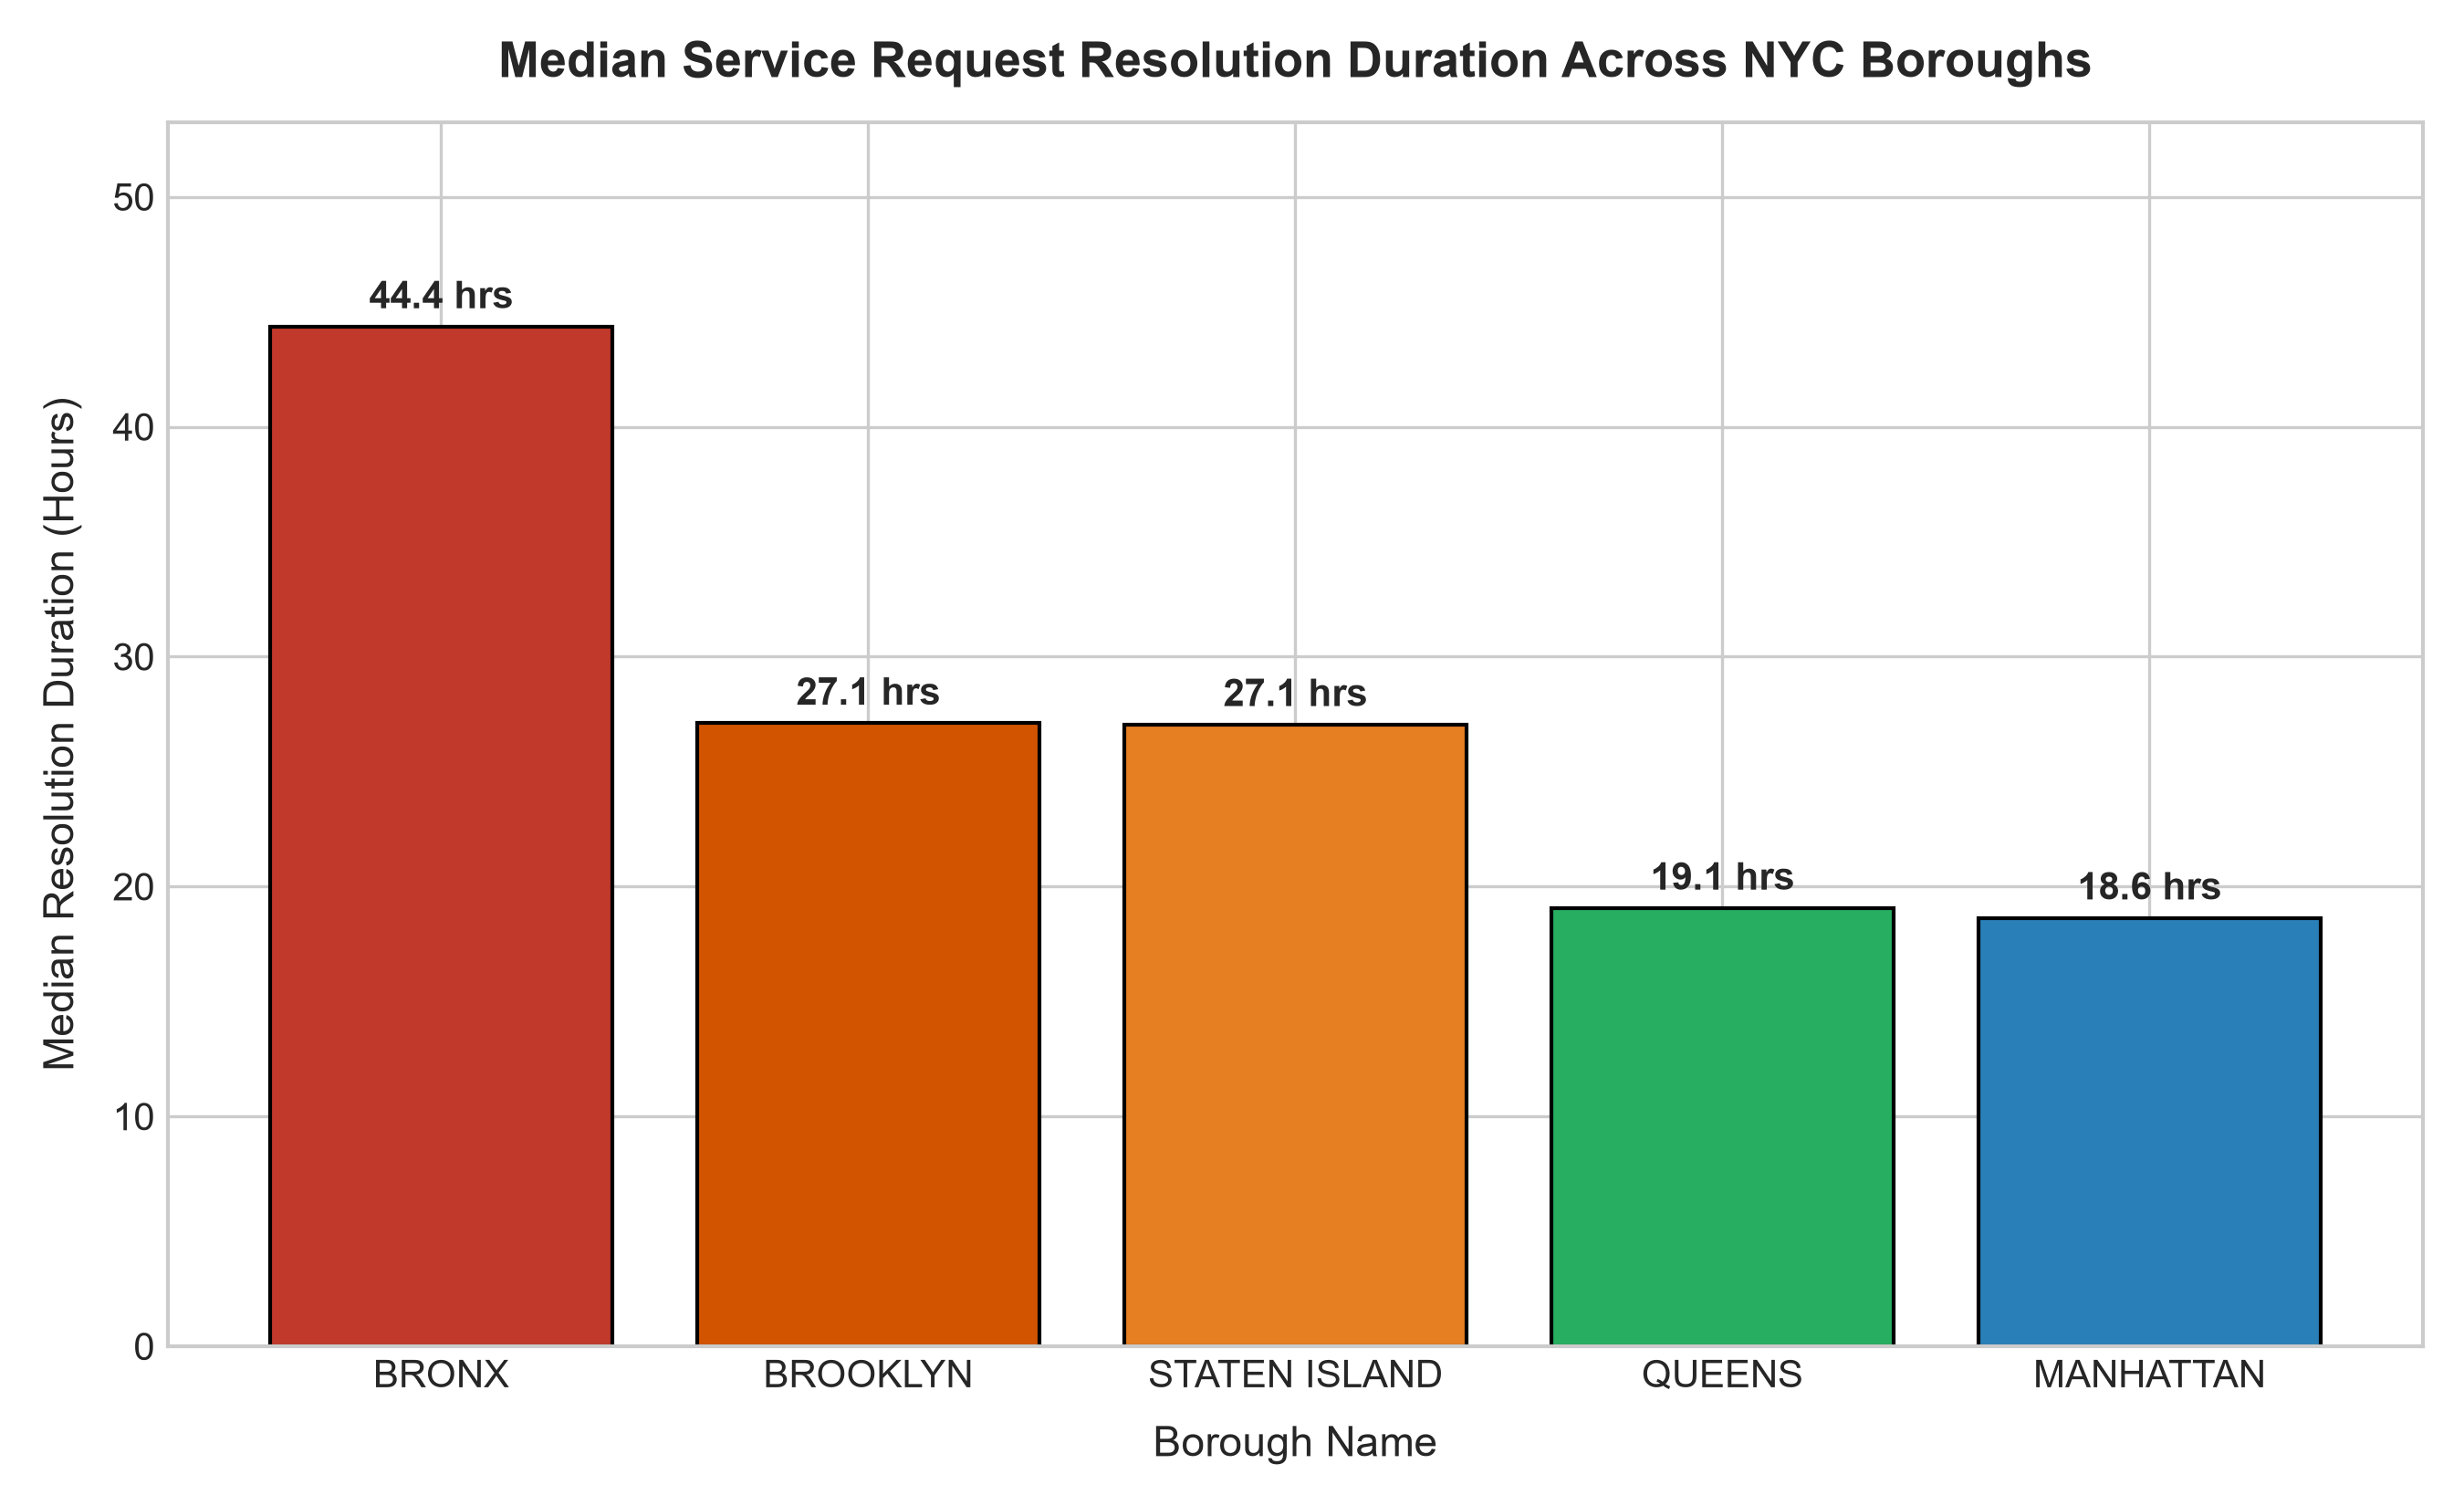 Median Service Request Resolution Duration Across NYC Boroughs
Median Resolution Duration (Hours)
50
40
30
20
10
0
44.4 hrs
27.1 hrs
27.1 hrs
19.1 hrs
18.6 hrs
BRONX
BROOKLYN
STATEN ISLAND
QUEENS
MANHATTAN
Borough Name